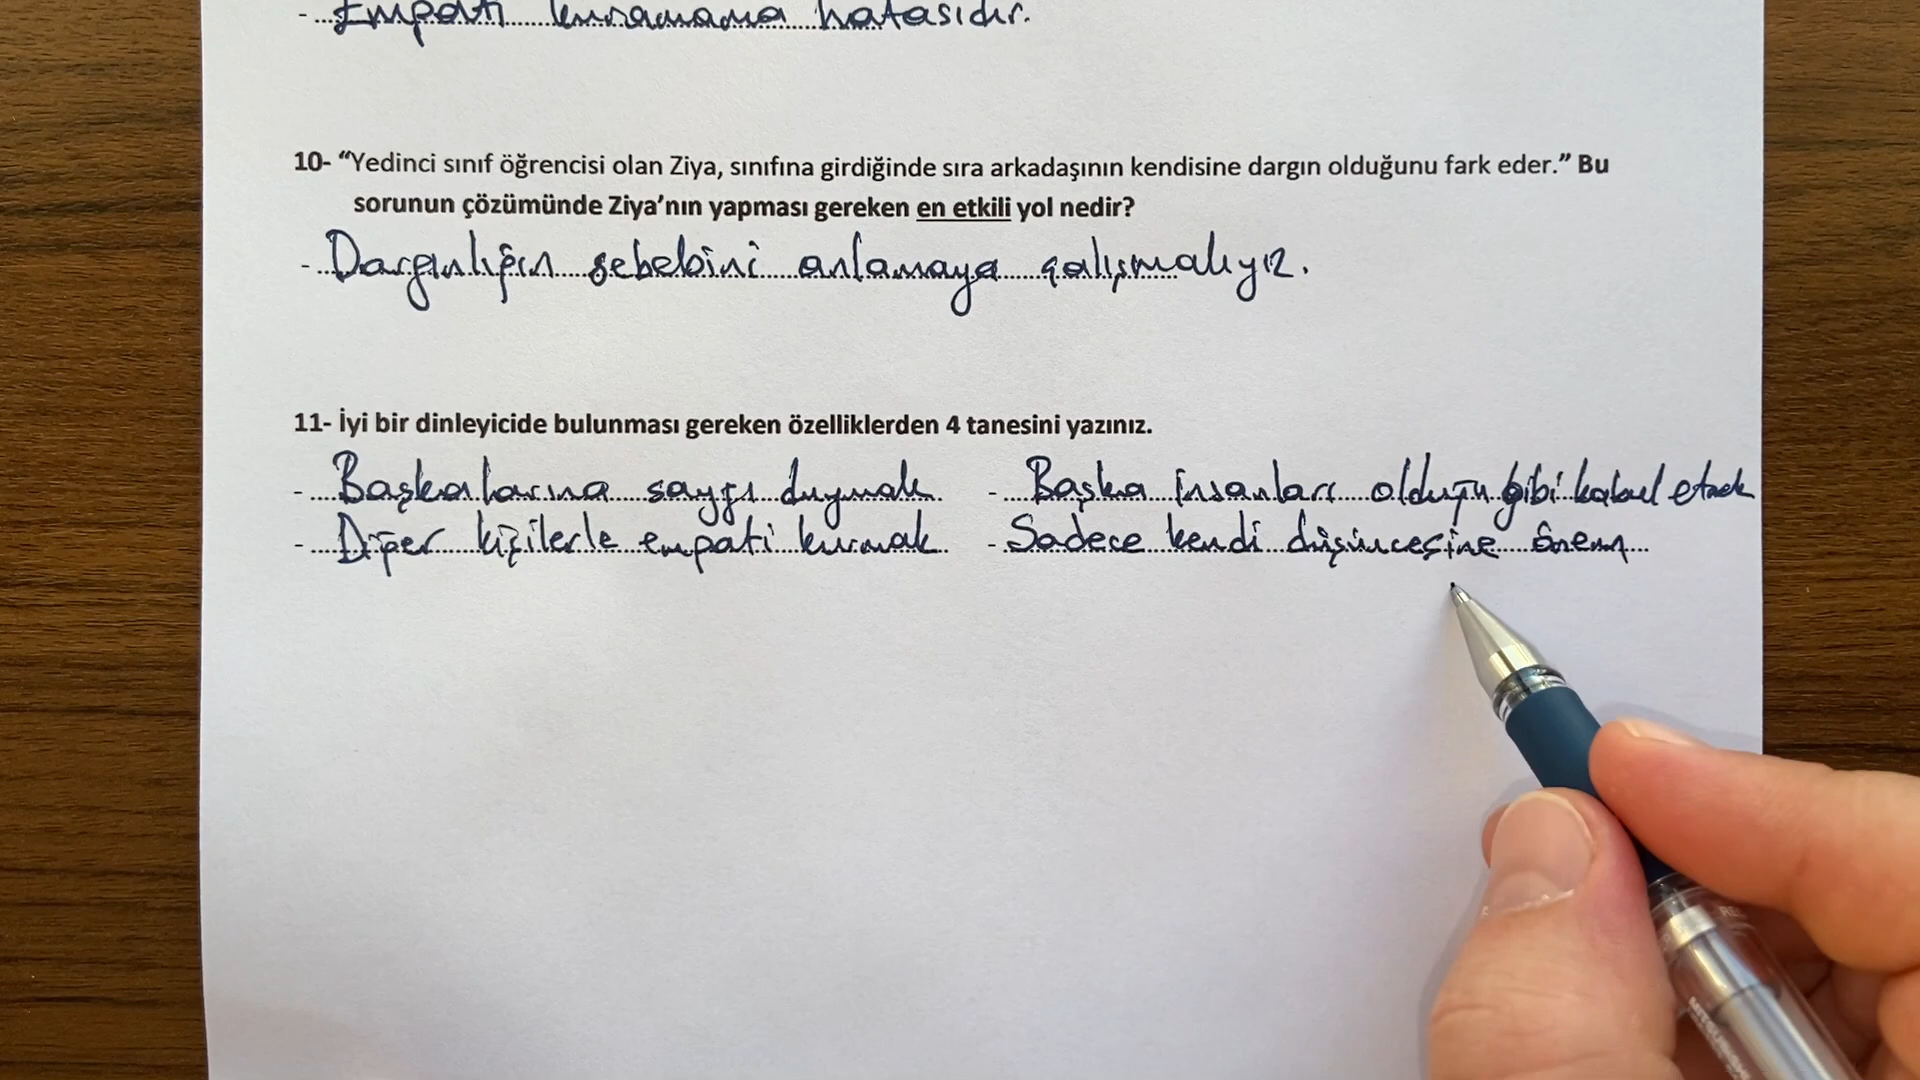 - Empati kuramama hatasıdır.
10- “Yedinci sınıf öğrencisi olan Ziya, sınıfına girdiğinde sıra arkadaşının kendisine dargın olduğunu fark eder.” Bu
sorunun çözümünde Ziya’nın yapması gereken en etkili yol nedir?
- Dargınlığın sebebini anlamaya çalışmalıyız.
11- İyi bir dinleyicide bulunması gereken özelliklerden 4 tanesini yazınız.
- Başkalarına saygı duymak - Başka insanları olduğu gibi kabul etmek
- Diğer kişilerle empati kurmak - Sadece kendi düşüncesine önem